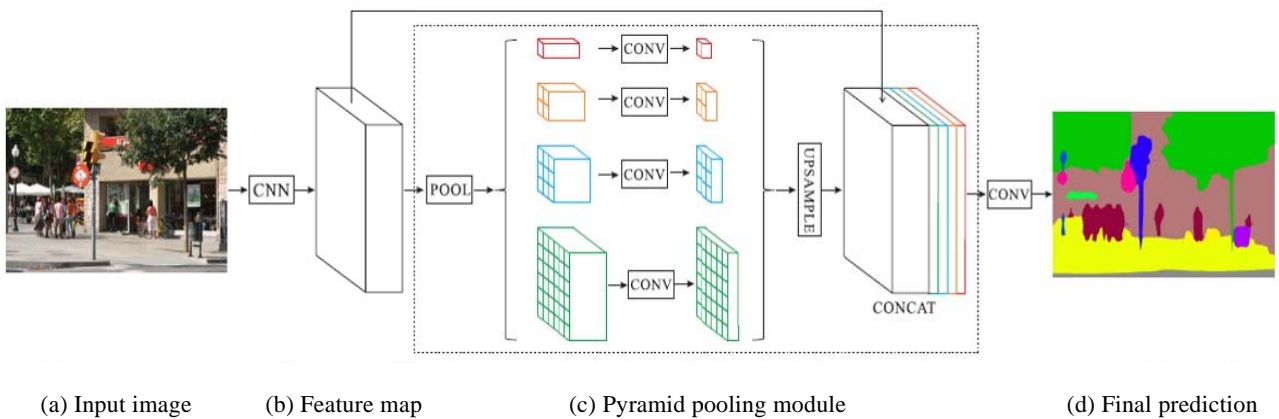 CNN
POOL
CONV
CONV
CONV
CONV
UPSAMPLE
CONCAT
CONV
(a) Input image
(b) Feature map
(c) Pyramid pooling module
(d) Final prediction